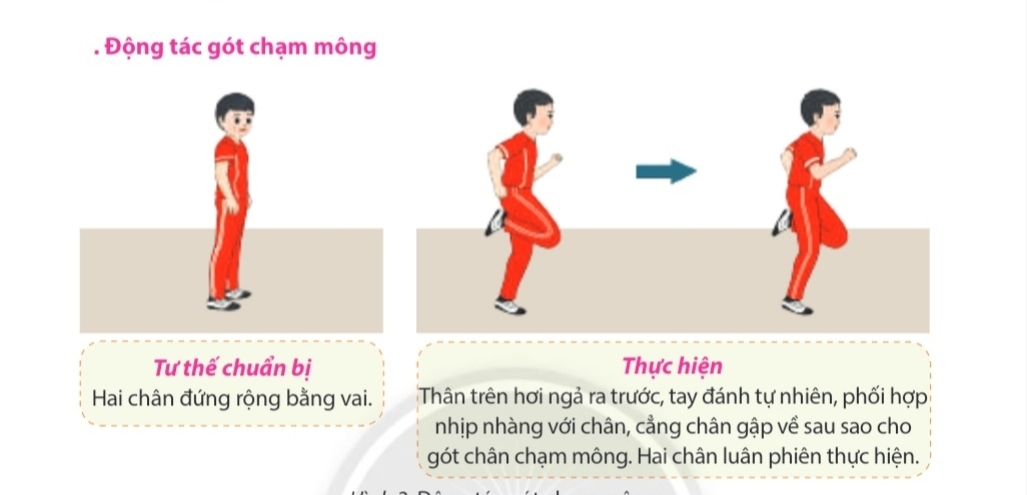 . Động tác gót chạm mông
Tư thế chuẩn bị
Hai chân đứng rộng bằng vai.
Thực hiện
Thân trên hơi ngả ra trước, tay đánh tự nhiên, phối hợp
nhịp nhàng với chân, cẳng chân gập về sau sao cho
gót chân chạm mông. Hai chân luân phiên thực hiện.